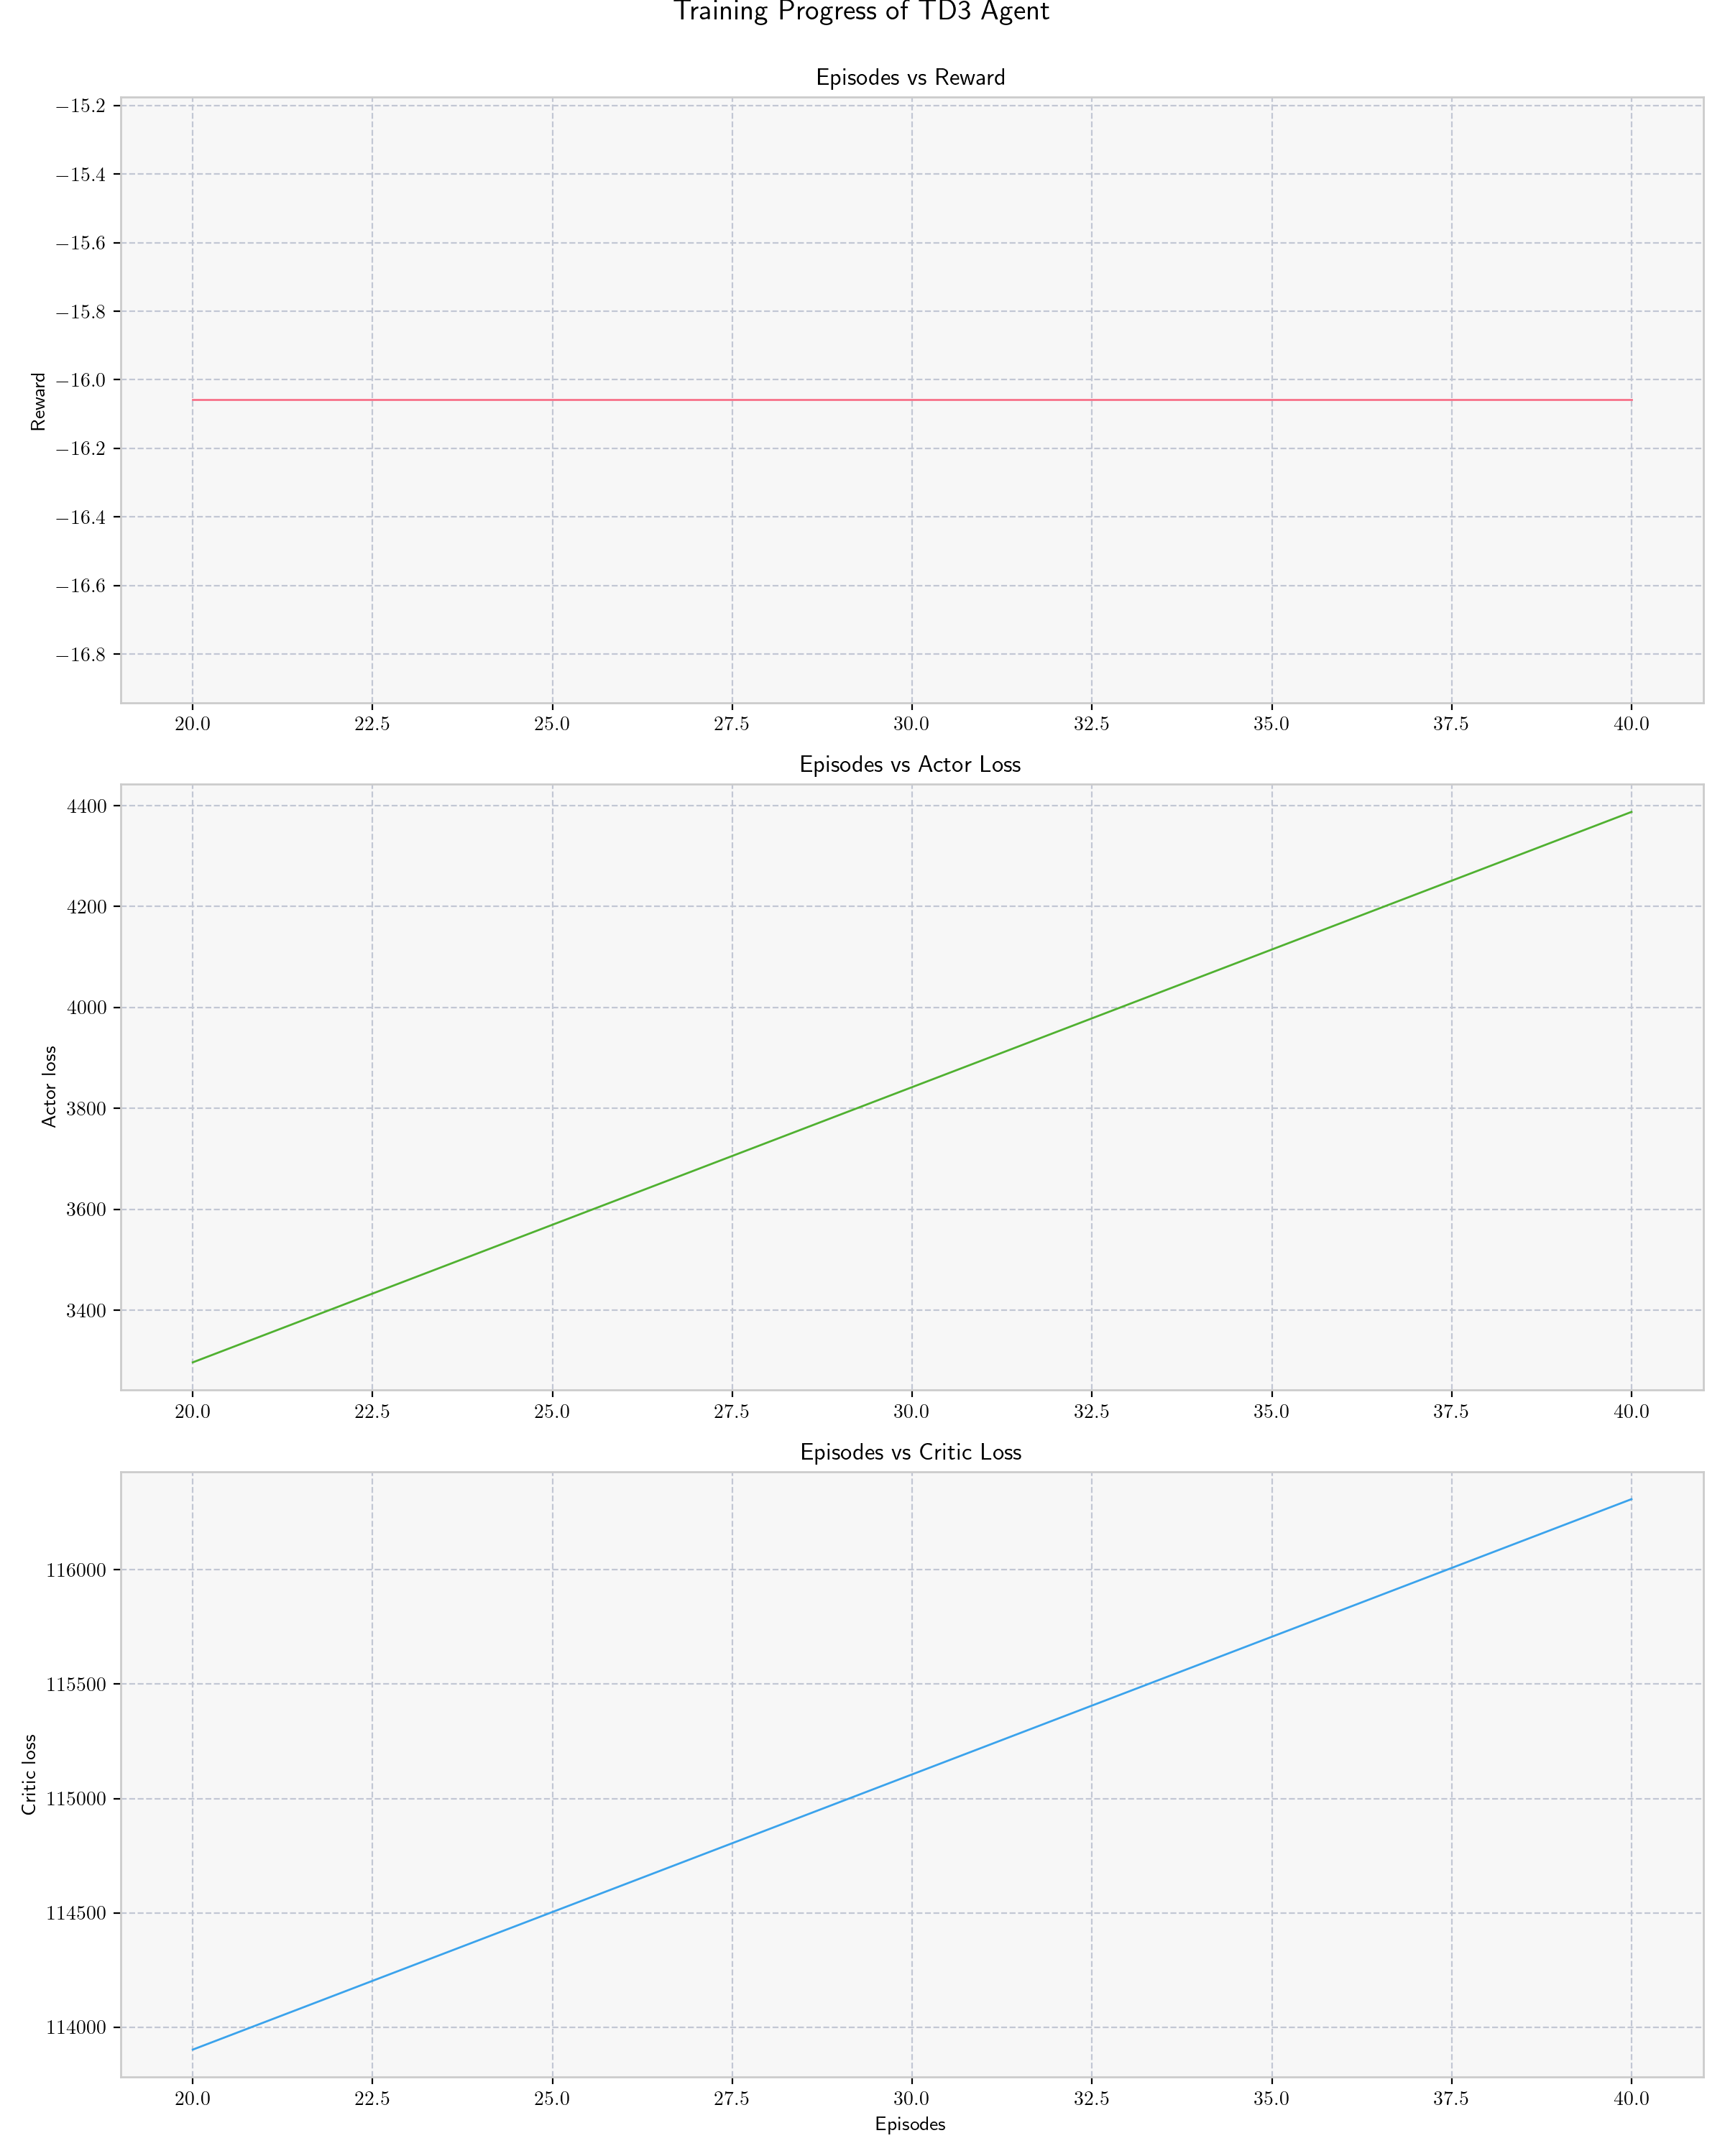 Training Progress of TD3 Agent
Episodes vs Reward
−15.2
−15.4
−15.6
−15.8
−16.0
−16.2
−16.4
−16.6
−16.8
Reward
20.0 22.5 25.0 27.5 30.0 32.5 35.0 37.5 40.0
Episodes vs Actor Loss
4400
4200
4000
3800
3600
3400
Actor loss
20.0 22.5 25.0 27.5 30.0 32.5 35.0 37.5 40.0
Episodes vs Critic Loss
116000
115500
115000
114500
114000
Critic loss
20.0 22.5 25.0 27.5 30.0 32.5 35.0 37.5 40.0
Episodes